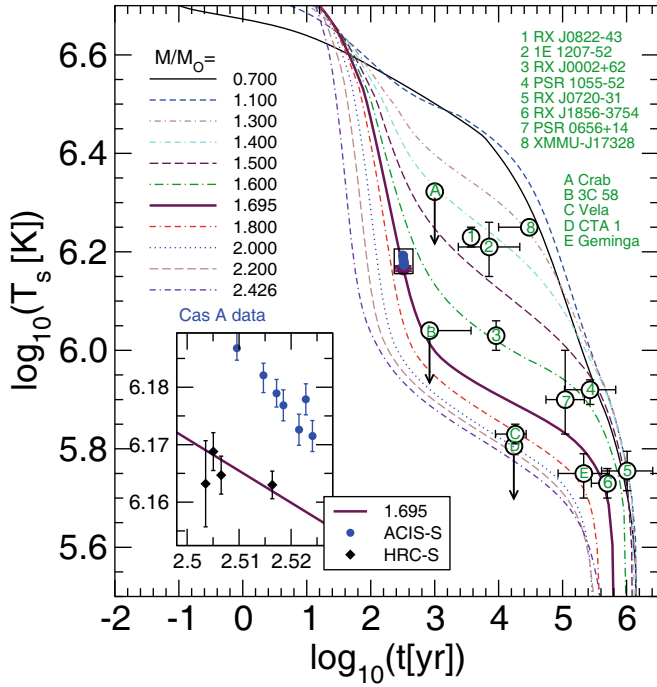 6.6
6.4
6.2
6.0
5.8
5.6
log10(Ts [K])
M/MO=
0.700
1.100
1.300
1.400
1.500
1.600
1.695
1.800
2.000
2.200
2.426
1 RX J0822-43
2 1E 1207-52
3 RX J0002+62
4 PSR 1055-52
5 RX J0720-31
6 RX J1856-3754
7 PSR 0656+14
8 XMMU-J17328
A Crab
B 3C 58
C Vela
D CTA 1
E Geminga
A
8
1
2
B
3
4
7
C
D
E
6
5
Cas A data
6.18
6.17
6.16
2.5 2.51 2.52
1.695
ACIS-S
HRC-S
-2 -1 0 1 2 3 4 5 6
log10(t[yr])